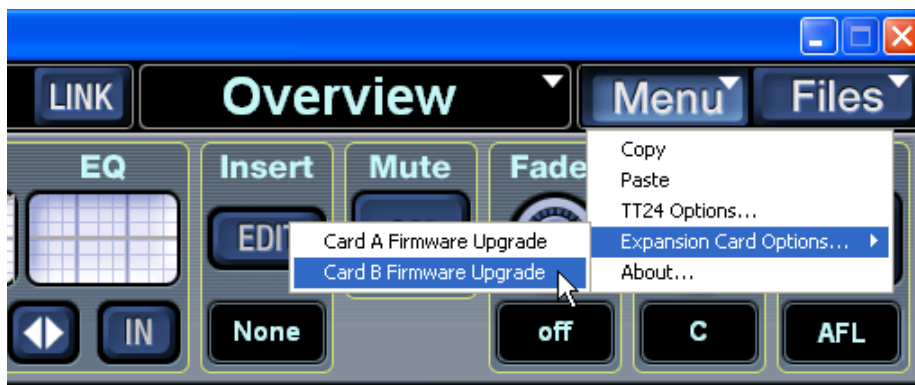 LINK
Overview
Menu
Files
EQ
Insert
Mute
Fade
Copy
Paste
TT24 Options...
Expansion Card Options...
About...
EDIT
Card A Firmware Upgrade
Card B Firmware Upgrade
IN
None
off
C
AFL